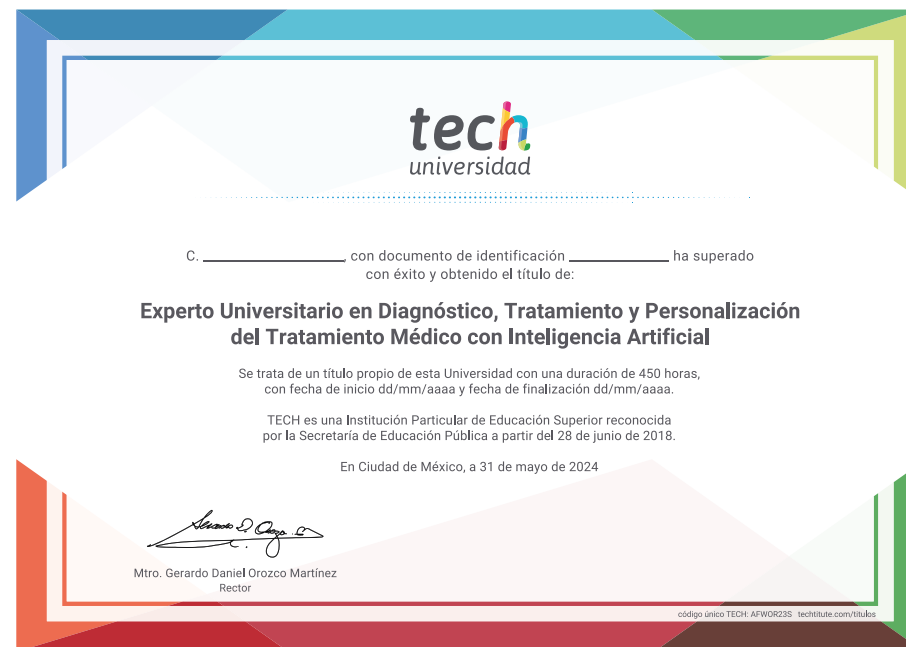 tech
universidad
C. ____________, con documento de identificación ____________ ha superado
con éxito y obtenido el título de:
Experto Universitario en Diagnóstico, Tratamiento y Personalización
del Tratamiento Médico con Inteligencia Artificial
Se trata de un título propio de esta Universidad con una duración de 450 horas,
con fecha de inicio dd/mm/aaaa y fecha de finalización dd/mm/aaaa.
TECH es una Institución Particular de Educación Superior reconocida
por la Secretaría de Educación Pública a partir del 28 de junio de 2018.
En Ciudad de México, a 31 de mayo de 2024
Mtro. Gerardo Daniel Orozco Martínez
Rector
código único TECH: AFWOR23S techtitute.com/titulos